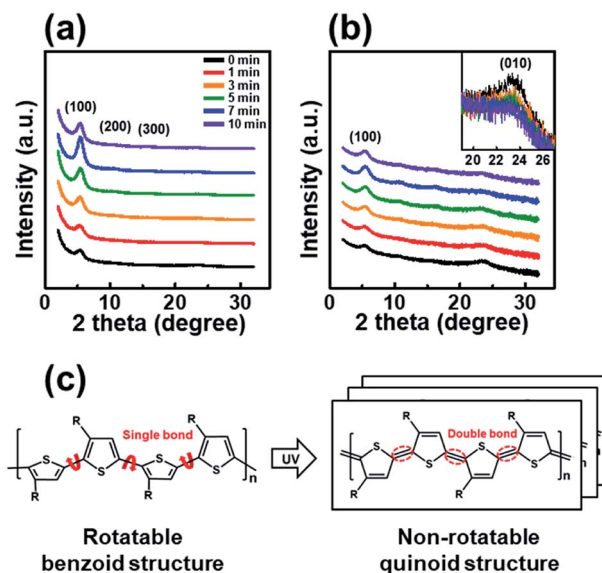 (a)
Intensity (a.u.)
(100)
(200)
(300)
0 min
1 min
3 min
5 min
7 min
10 min
0 10 20 30
2 theta (degree)
(b)
Intensity (a.u.)
(100)
(010)
20 22 24 26
0 10 20 30
2 theta (degree)
(c)
R
R
Single bond
S
S
S
S
R
R
n
Rotatable
benzoid structure
UV
R
R
Double bond
S
S
S
S
R
R
n
Non-rotatable
quinoid structure